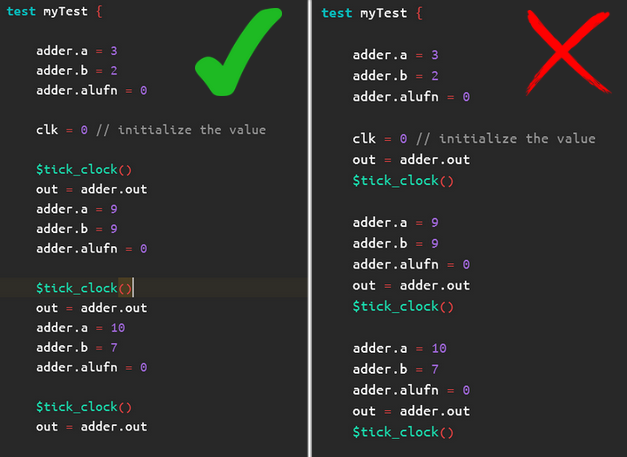 test myTest {
adder.a = 3
adder.b = 2
adder.alufn = 0
clk = 0 // initialize the value
$tick_clock()
out = adder.out
adder.a = 9
adder.b = 9
adder.alufn = 0
$tick_clock()
out = adder.out
adder.a = 10
adder.b = 7
adder.alufn = 0
$tick_clock()
out = adder.out
test myTest {
adder.a = 3
adder.b = 2
adder.alufn = 0
clk = 0 // initialize the value
out = adder.out
$tick_clock()
adder.a = 9
adder.b = 9
adder.alufn = 0
out = adder.out
$tick_clock()
adder.a = 10
adder.b = 7
adder.alufn = 0
out = adder.out
$tick_clock()